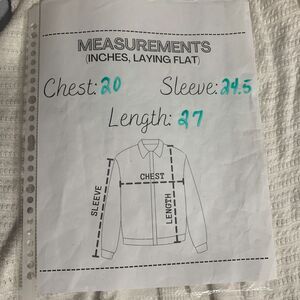 MEASUREMENTS
(INCHES, LAYING FLAT)
Chest: 20 Sleeve: 24.5
Length: 27
CHEST
SLEEVE
LENGTH